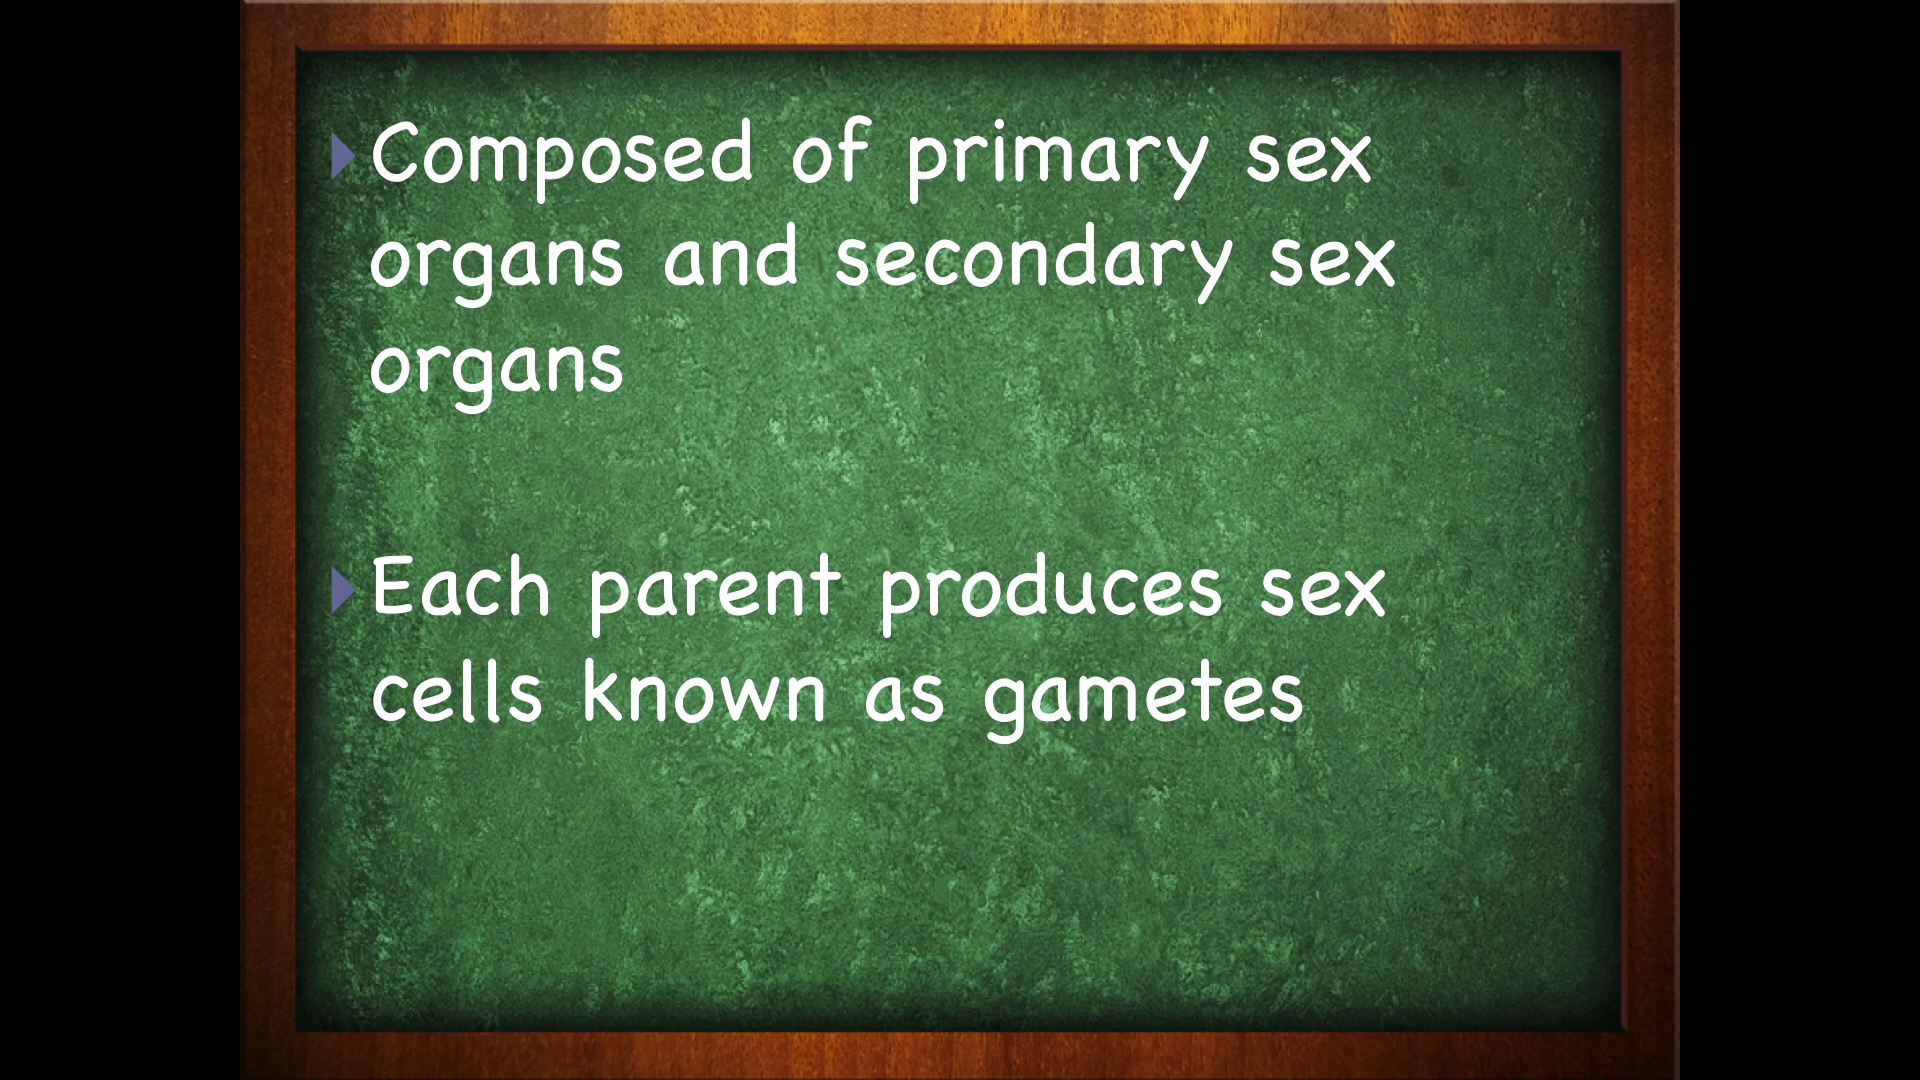 Composed of primary sex
organs and secondary sex
organs
Each parent produces sex
cells known as gametes